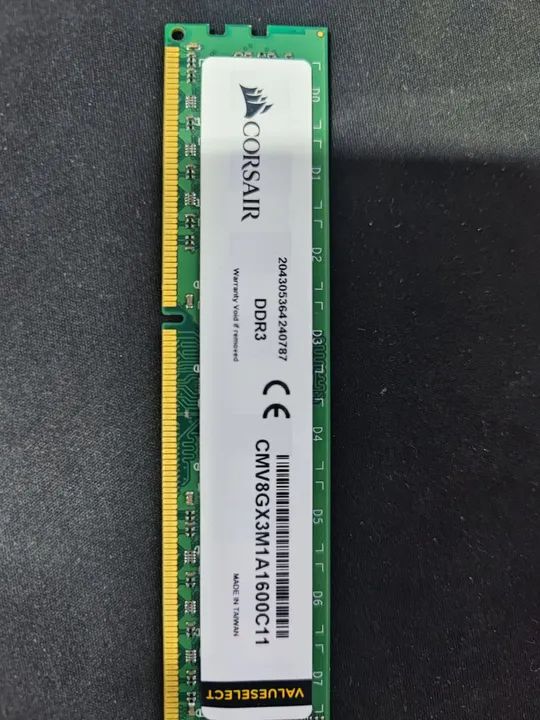 CORSAIR
204305364240787
DDR3
Warranty Void if removed
CE
CMV8GX3M1A1600C11
MADE IN TAIWAN
VALUESELECT
D0
D1
D2
D3
D4
D5
D6
D7